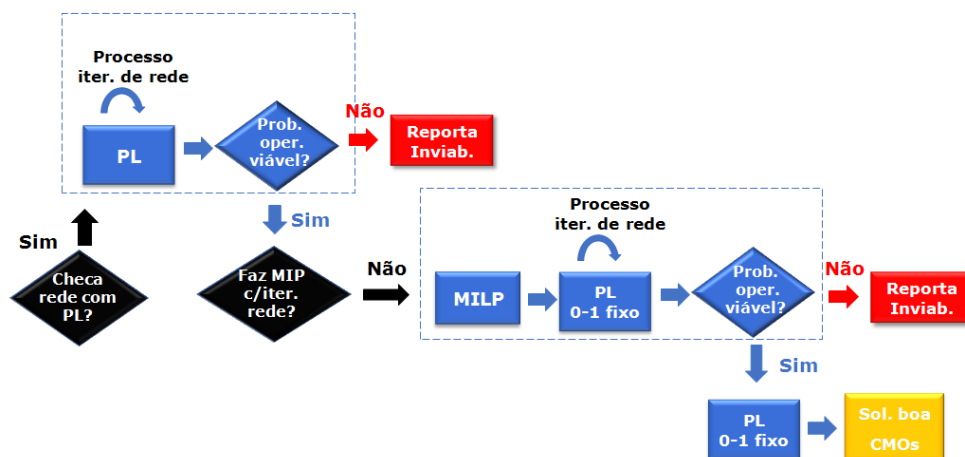 Processo
iter. de rede
PL
Prob.
oper.
viável?
Não
Reporta
Inviab.
Sim
Sim
Checa
rede com
PL?
Faz MIP
c/iter.
rede?
Não
Processo
iter. de rede
MILP
PL
0-1 fixo
Prob.
oper.
viável?
Não
Reporta
Inviab.
Sim
PL
0-1 fixo
Sol. boa
CMOs